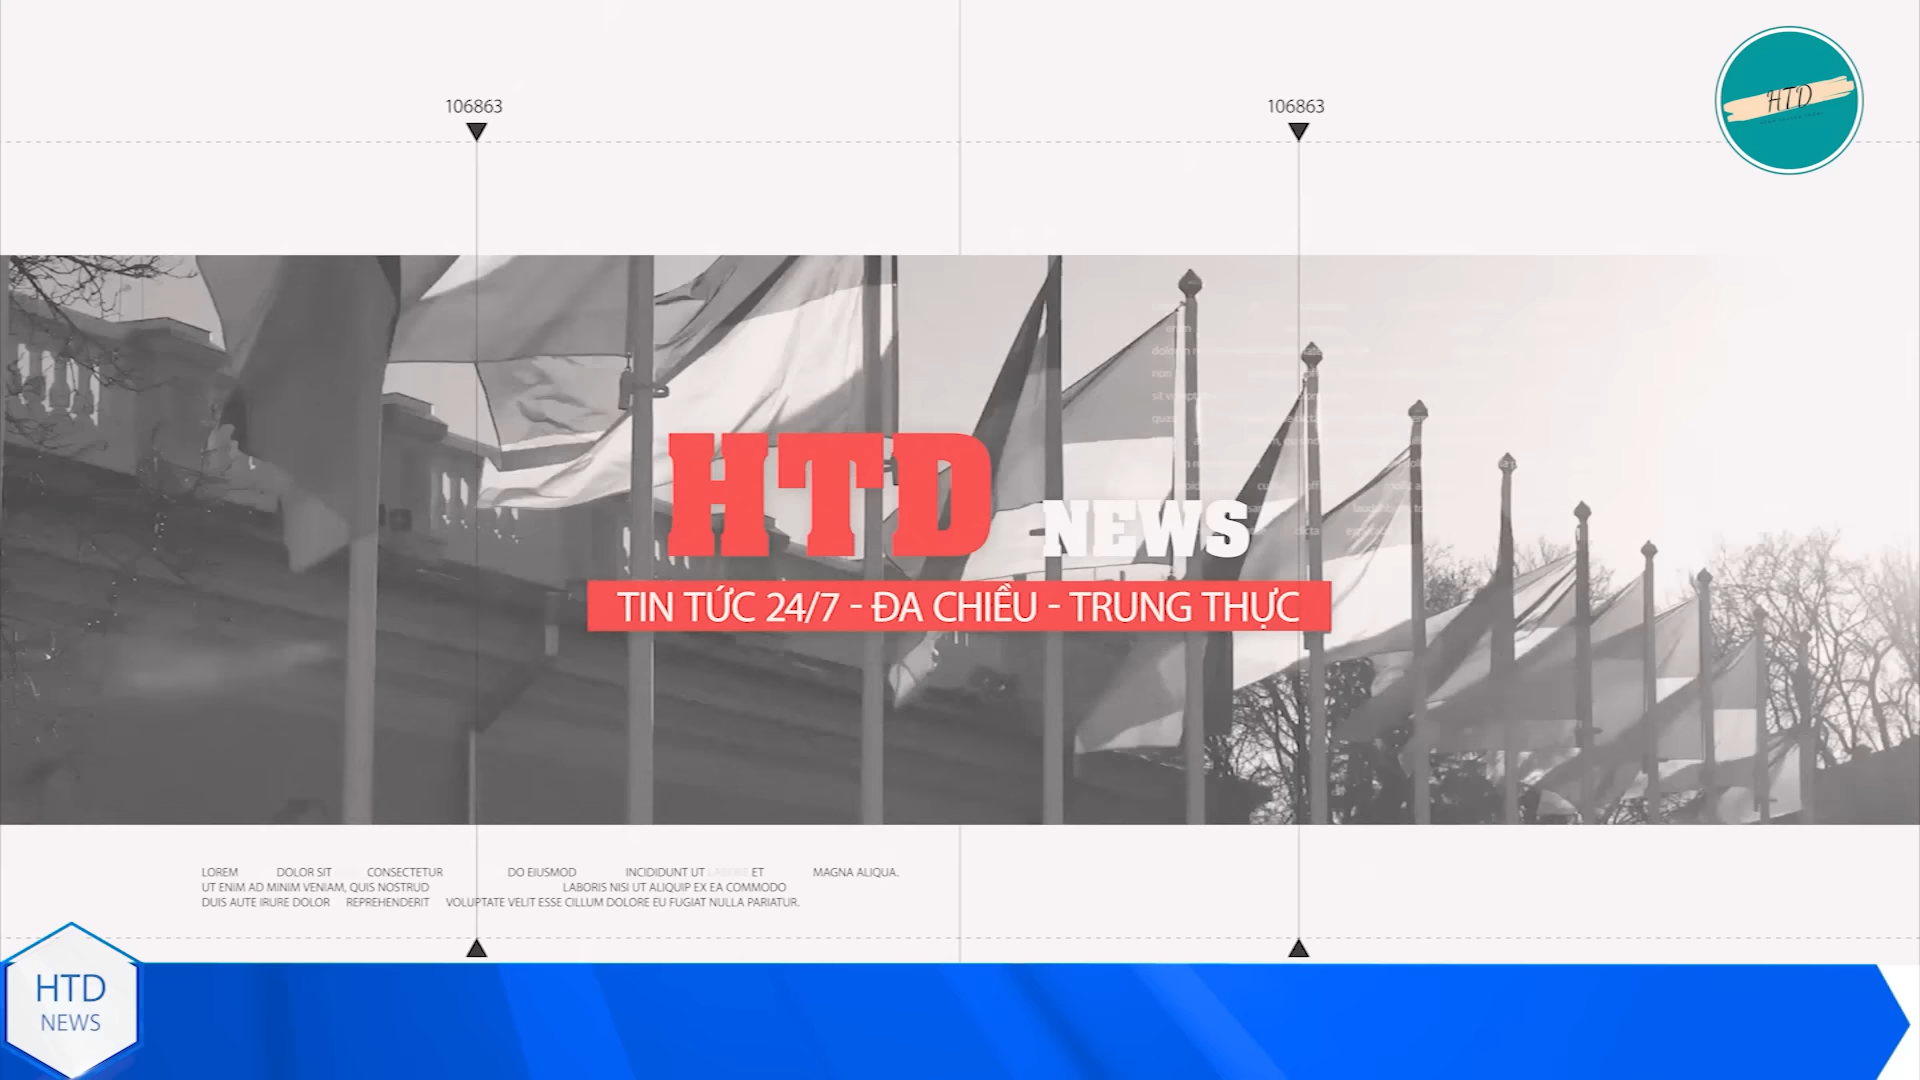 106863
106863
HTD
HTD NEWS
TIN TỨC 24/7 - ĐA CHIỀU - TRUNG THỰC
LOREM DOLOR SIT CONSECTETUR DO EIUSMOD INCIDIDUNT UT LABORE ET MAGNA ALIQUA.
UT ENIM AD MINIM VENIAM, QUIS NOSTRUD LABORIS NISI UT ALIQUIP EX EA COMMODO
DUIS AUTE IRURE DOLOR REPREHENDERIT VOLUPTATE VELIT ESSE CILLUM DOLORE EU FUGIAT NULLA PARIATUR.
HTD
NEWS